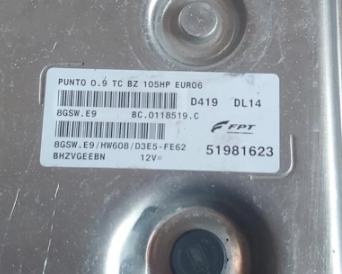 PUNTO 0.9 TC BZ 105HP EURO6
D419 DL14
8GSW.E9 BC.0118519.C
FPT
8GSW.E9/HW608/D3E5-FE62 51981623
BHZVGEEBN 12V=